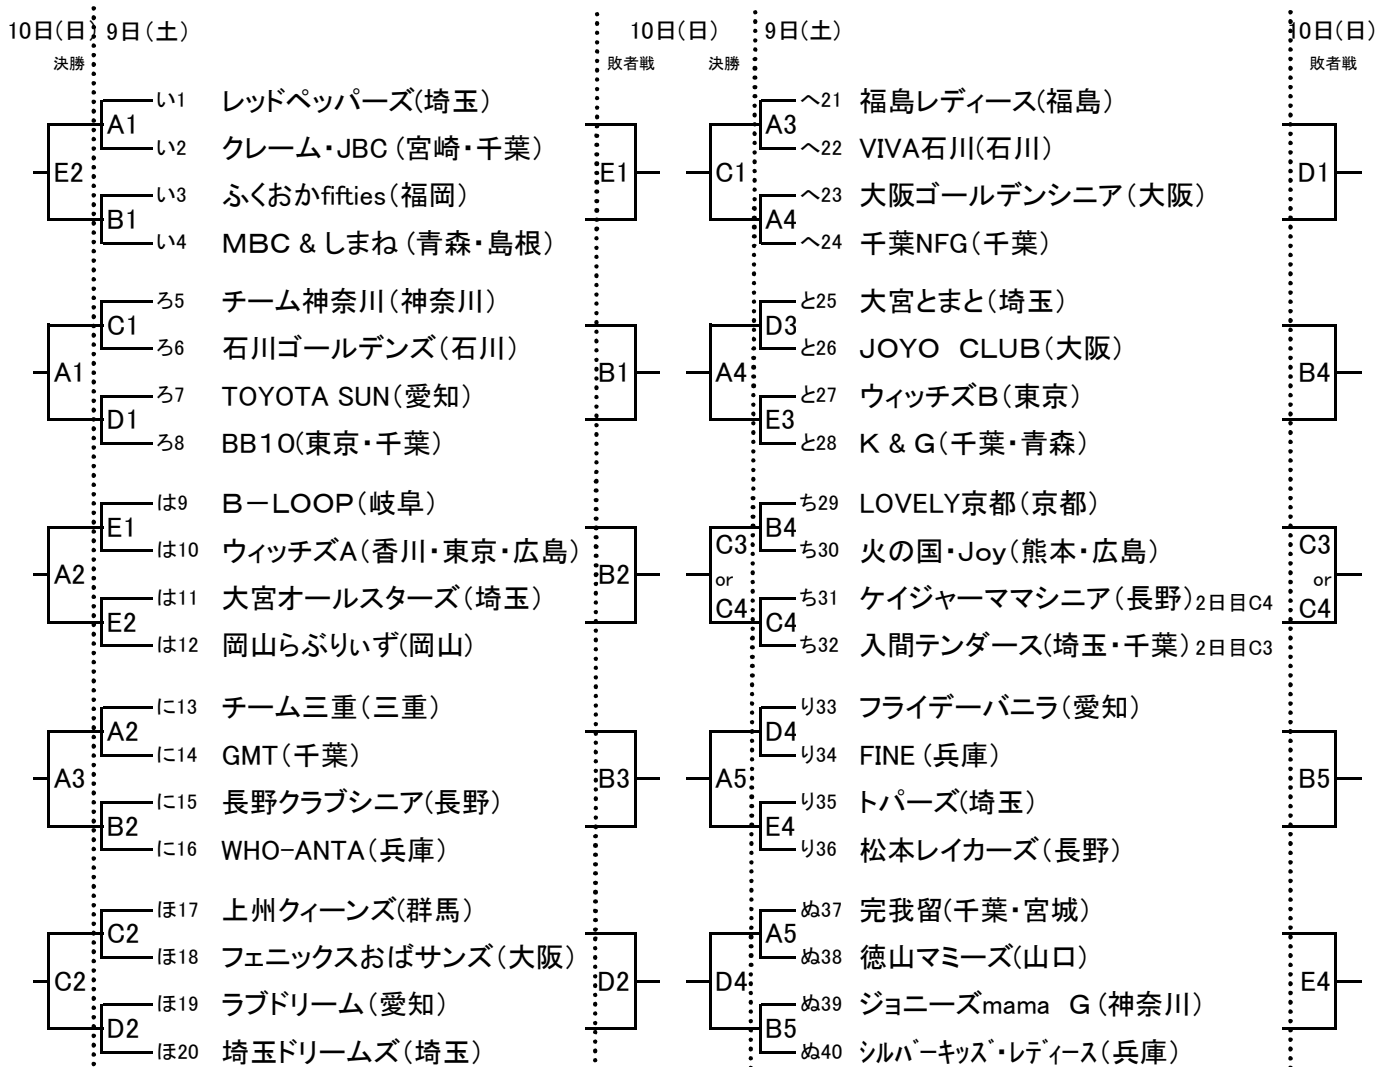 10日(日) 9日(土) 10日(日) 9日(土) 10日(日)
決勝 敗者戦 決勝 敗者戦
い1 レッドペッパーズ(埼玉) へ21 福島レディース(福島)
A1 A3
い2 クレーム・JBC(宮崎・千葉) へ22 VIVA石川(石川)
E2 E1 C1 D1
い3 ふくおかfifties(福岡) へ23 大阪ゴールデンシニア(大阪)
B1 A4
い4 MBC & しまね(青森・島根) へ24 千葉NFG(千葉)
ろ5 チーム神奈川(神奈川) と25 大宮とまと(埼玉)
C1 D3
ろ6 石川ゴールデンズ(石川) と26 JOYO CLUB(大阪)
A1 B1 A4 B4
ろ7 TOYOTA SUN(愛知) と27 ウィッチズB(東京)
D1 E3
ろ8 BB10(東京・千葉) と28 K & G(千葉・青森)
は9 B-LOOP(岐阜) ち29 LOVELY京都(京都)
E1 B4
は10 ウィッチズA(香川・東京・広島) C3 ち30 火の国・Joy(熊本・広島) C3
A2 B2 or or
は11 大宮オールスターズ(埼玉) C4 ち31 ケイジャーママシニア(長野)2日目C4 C4
E2 C4
は12 岡山らぶりぃず(岡山) ち32 入間テンダース(埼玉・千葉)2日目C3
に13 チーム三重(三重) り33 フライデーバニラ(愛知)
A2 D4
に14 GMT(千葉) り34 FINE(兵庫)
A3 B3 A5 B5
に15 長野クラブシニア(長野) り35 トパーズ(埼玉)
B2 E4
に16 WHO-ANTA(兵庫) り36 松本レイカーズ(長野)
ほ17 上州クィーンズ(群馬) ぬ37 完我留(千葉・宮城)
C2 A5
ほ18 フェニックスおばサンズ(大阪) ぬ38 徳山マミーズ(山口)
C2 D2 D4 E4
ほ19 ラブドリーム(愛知) ぬ39 ジョニーズmama G(神奈川)
D2 B5
ほ20 埼玉ドリームズ(埼玉) ぬ40 シルバーキッズ・レディース(兵庫)